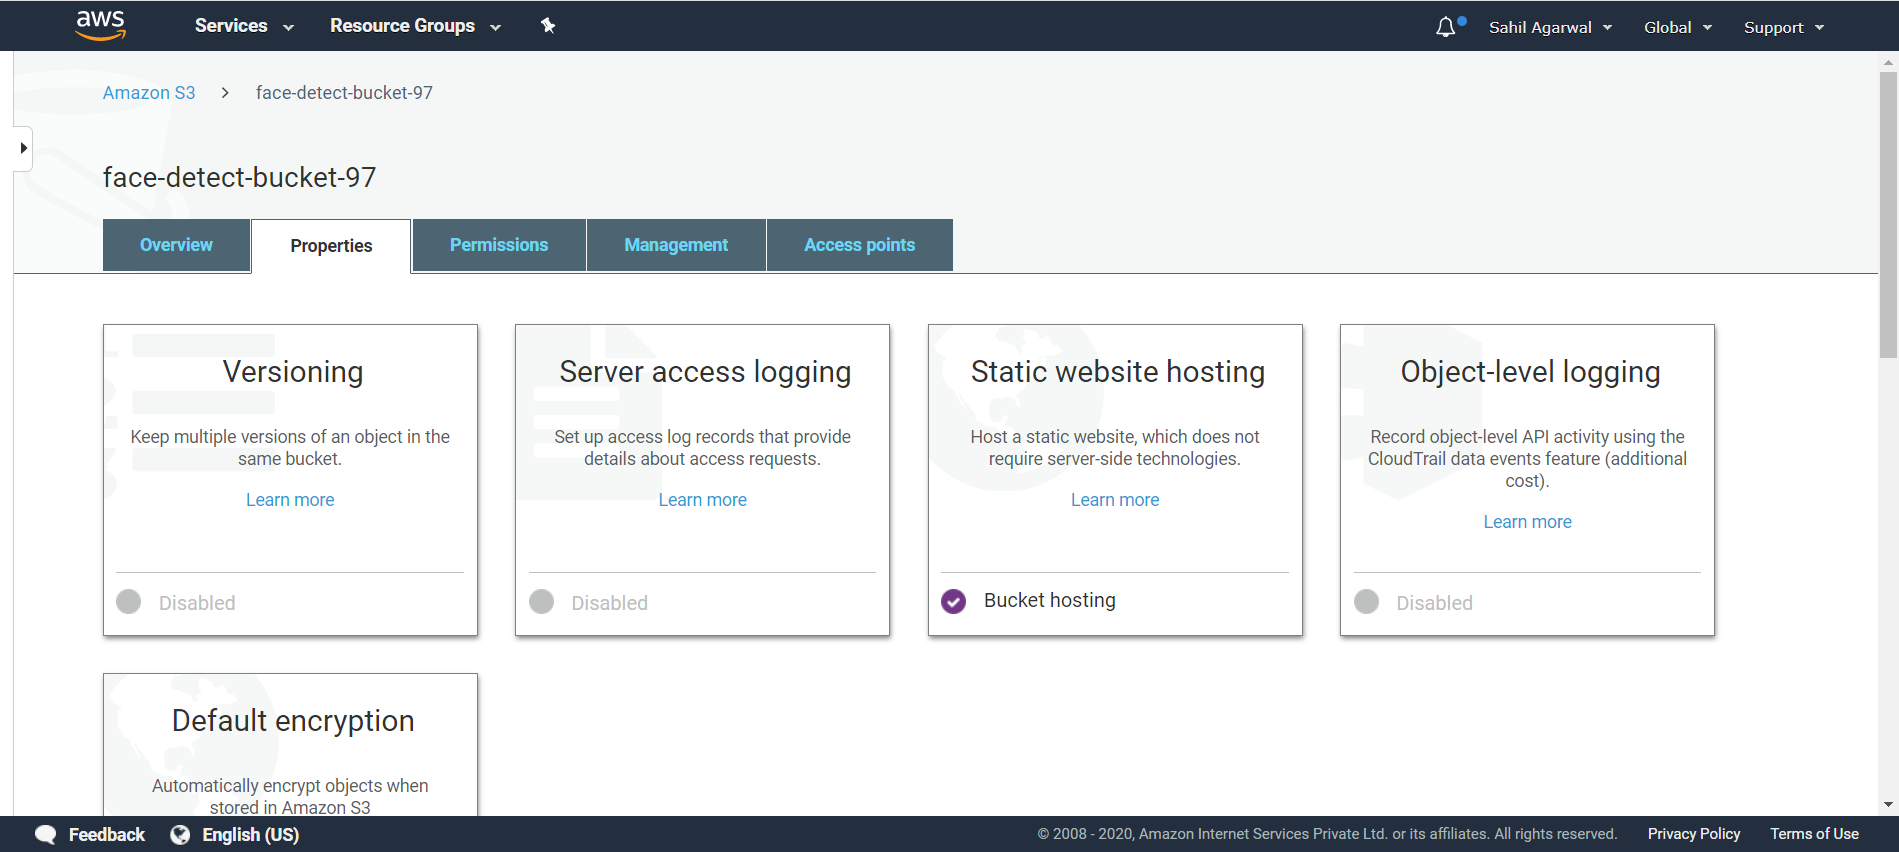 aws Services Resource Groups Sahil Agarwal Global Support
Amazon S3 > face-detect-bucket-97
face-detect-bucket-97
Overview Properties Permissions Management Access points
Versioning
Keep multiple versions of an object in the
same bucket.
Learn more
Disabled
Server access logging
Set up access log records that provide
details about access requests.
Learn more
Disabled
Static website hosting
Host a static website, which does not
require server-side technologies.
Learn more
Bucket hosting
Object-level logging
Record object-level API activity using the
CloudTrail data events feature (additional
cost).
Learn more
Disabled
Default encryption
Automatically encrypt objects when
stored in Amazon S3
Feedback English (US) © 2008 - 2020, Amazon Internet Services Private Ltd. or its affiliates. All rights reserved. Privacy Policy Terms of Use